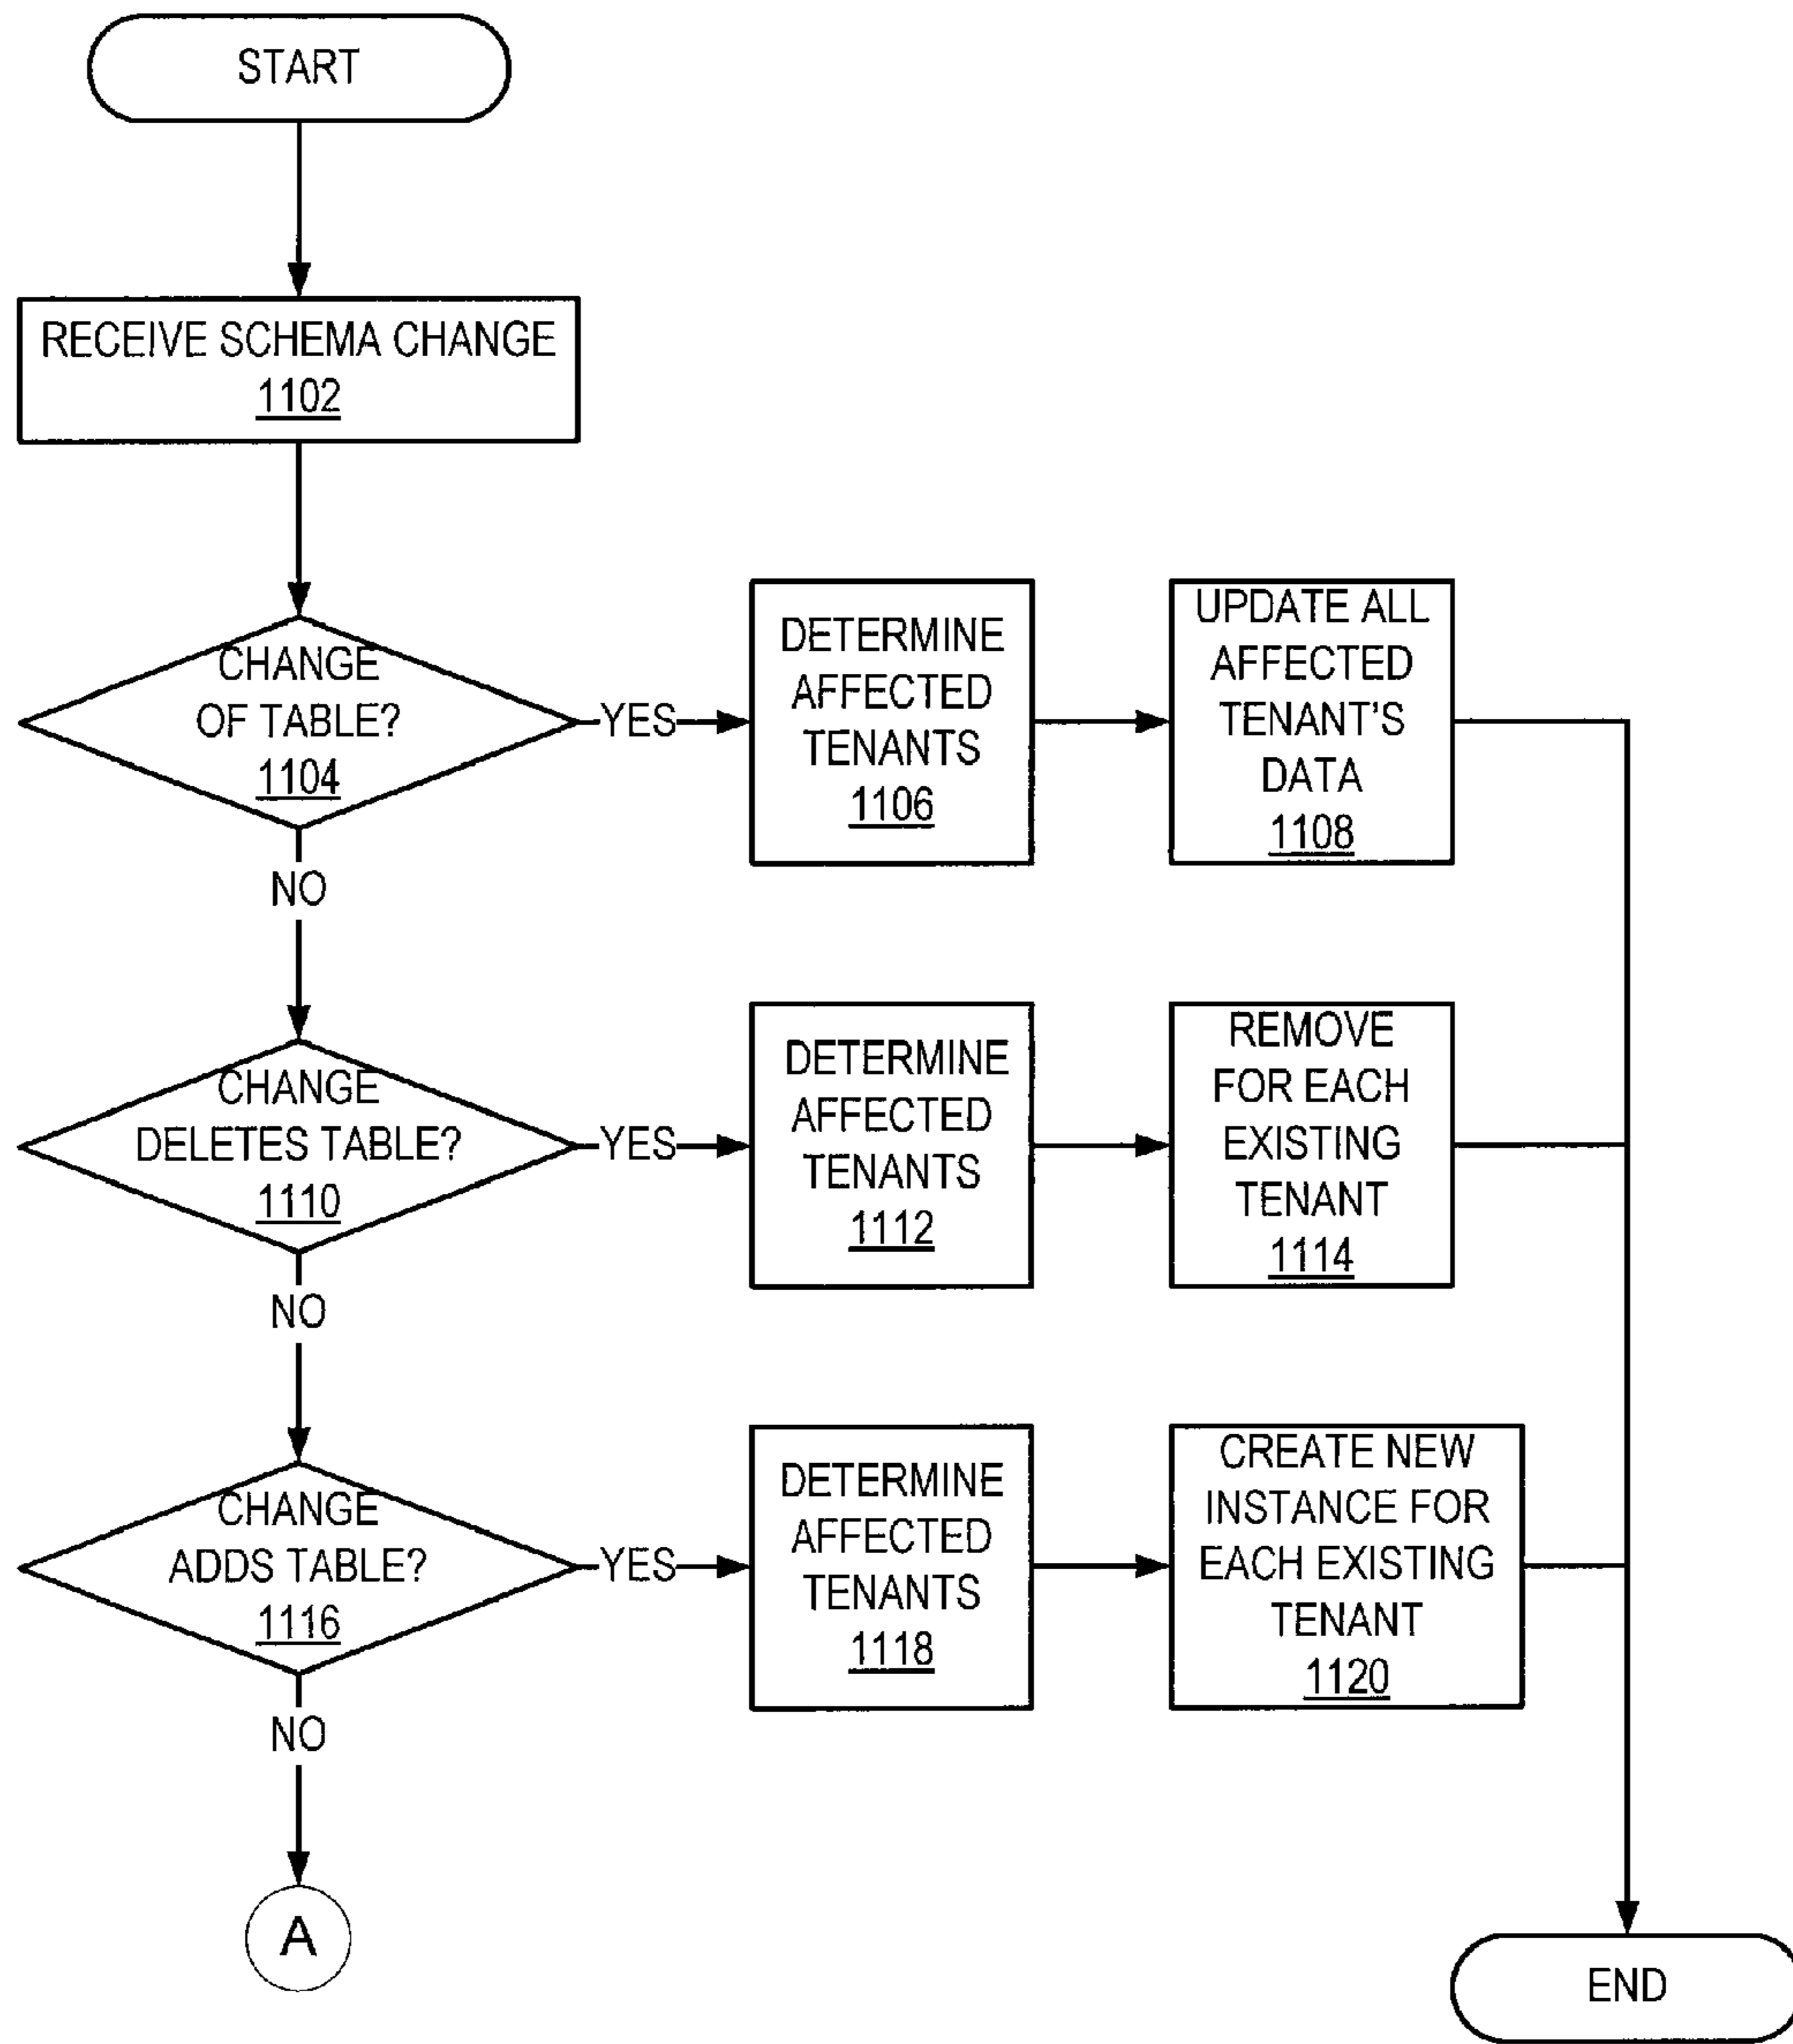 START
RECEIVE SCHEMA CHANGE
1102
CHANGE
OF TABLE?
1104
YES
DETERMINE
AFFECTED
TENANTS
1106
UPDATE ALL
AFFECTED
TENANT'S
DATA
1108
NO
CHANGE
DELETES TABLE?
1110
YES
DETERMINE
AFFECTED
TENANTS
1112
REMOVE
FOR EACH
EXISTING
TENANT
1114
NO
CHANGE
ADDS TABLE?
1116
YES
DETERMINE
AFFECTED
TENANTS
1118
CREATE NEW
INSTANCE FOR
EACH EXISTING
TENANT
1120
NO
A
END